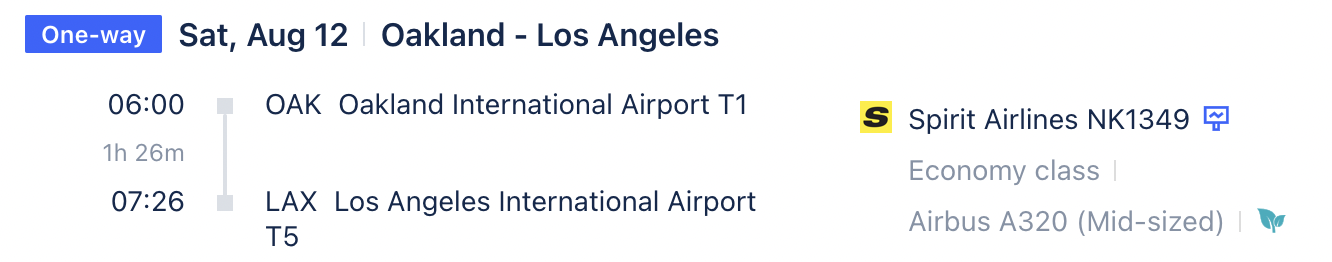 One-way Sat, Aug 12 Oakland - Los Angeles
06:00 OAK Oakland International Airport T1
1h 26m
07:26 LAX Los Angeles International Airport
T5
S Spirit Airlines NK1349
Economy class
Airbus A320 (Mid-sized)